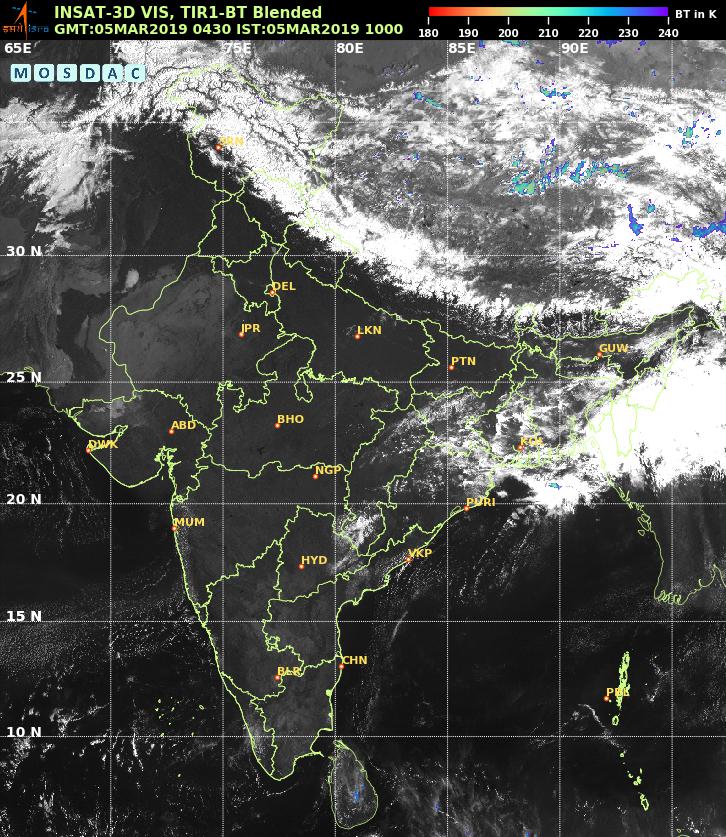 INSAT-3D VIS, TIR1-BT Blended
GMT:05MAR2019 0430 IST:05MAR2019 1000
BT in K
180 190 200 210 220 230 240
65E 70E 75E 80E 85E 90E
MOSDAC
SRN
30 N
DEL
JPR
LKN
GUW
PTN
25 N
ABD
BHO
DWK
KOL
NGP
20 N
PURI
MUM
VKP
HYD
15 N
CHN
BLR
PBL
10 N